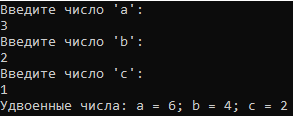 Введите число 'a':
3
Введите число 'b':
2
Введите число 'c':
1
Удвоенные числа: a = 6; b = 4; c = 2